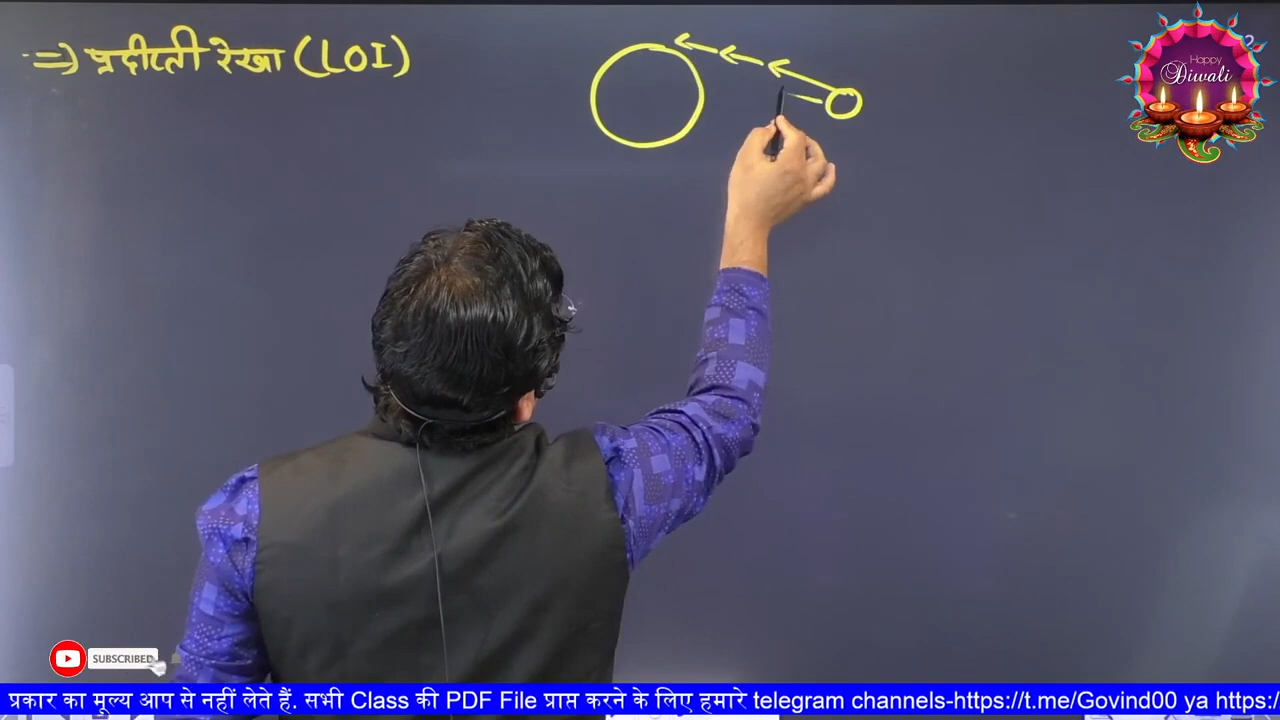 => प्रदीप्ती रेखा (LOI)
Happy
Diwali
SUBSCRIBED
प्रकार का मूल्य आप से नहीं लेते हैं. सभी Class की PDF File प्राप्त करने के लिए हमारे telegram channels-https://t.me/Govind00 ya https:/